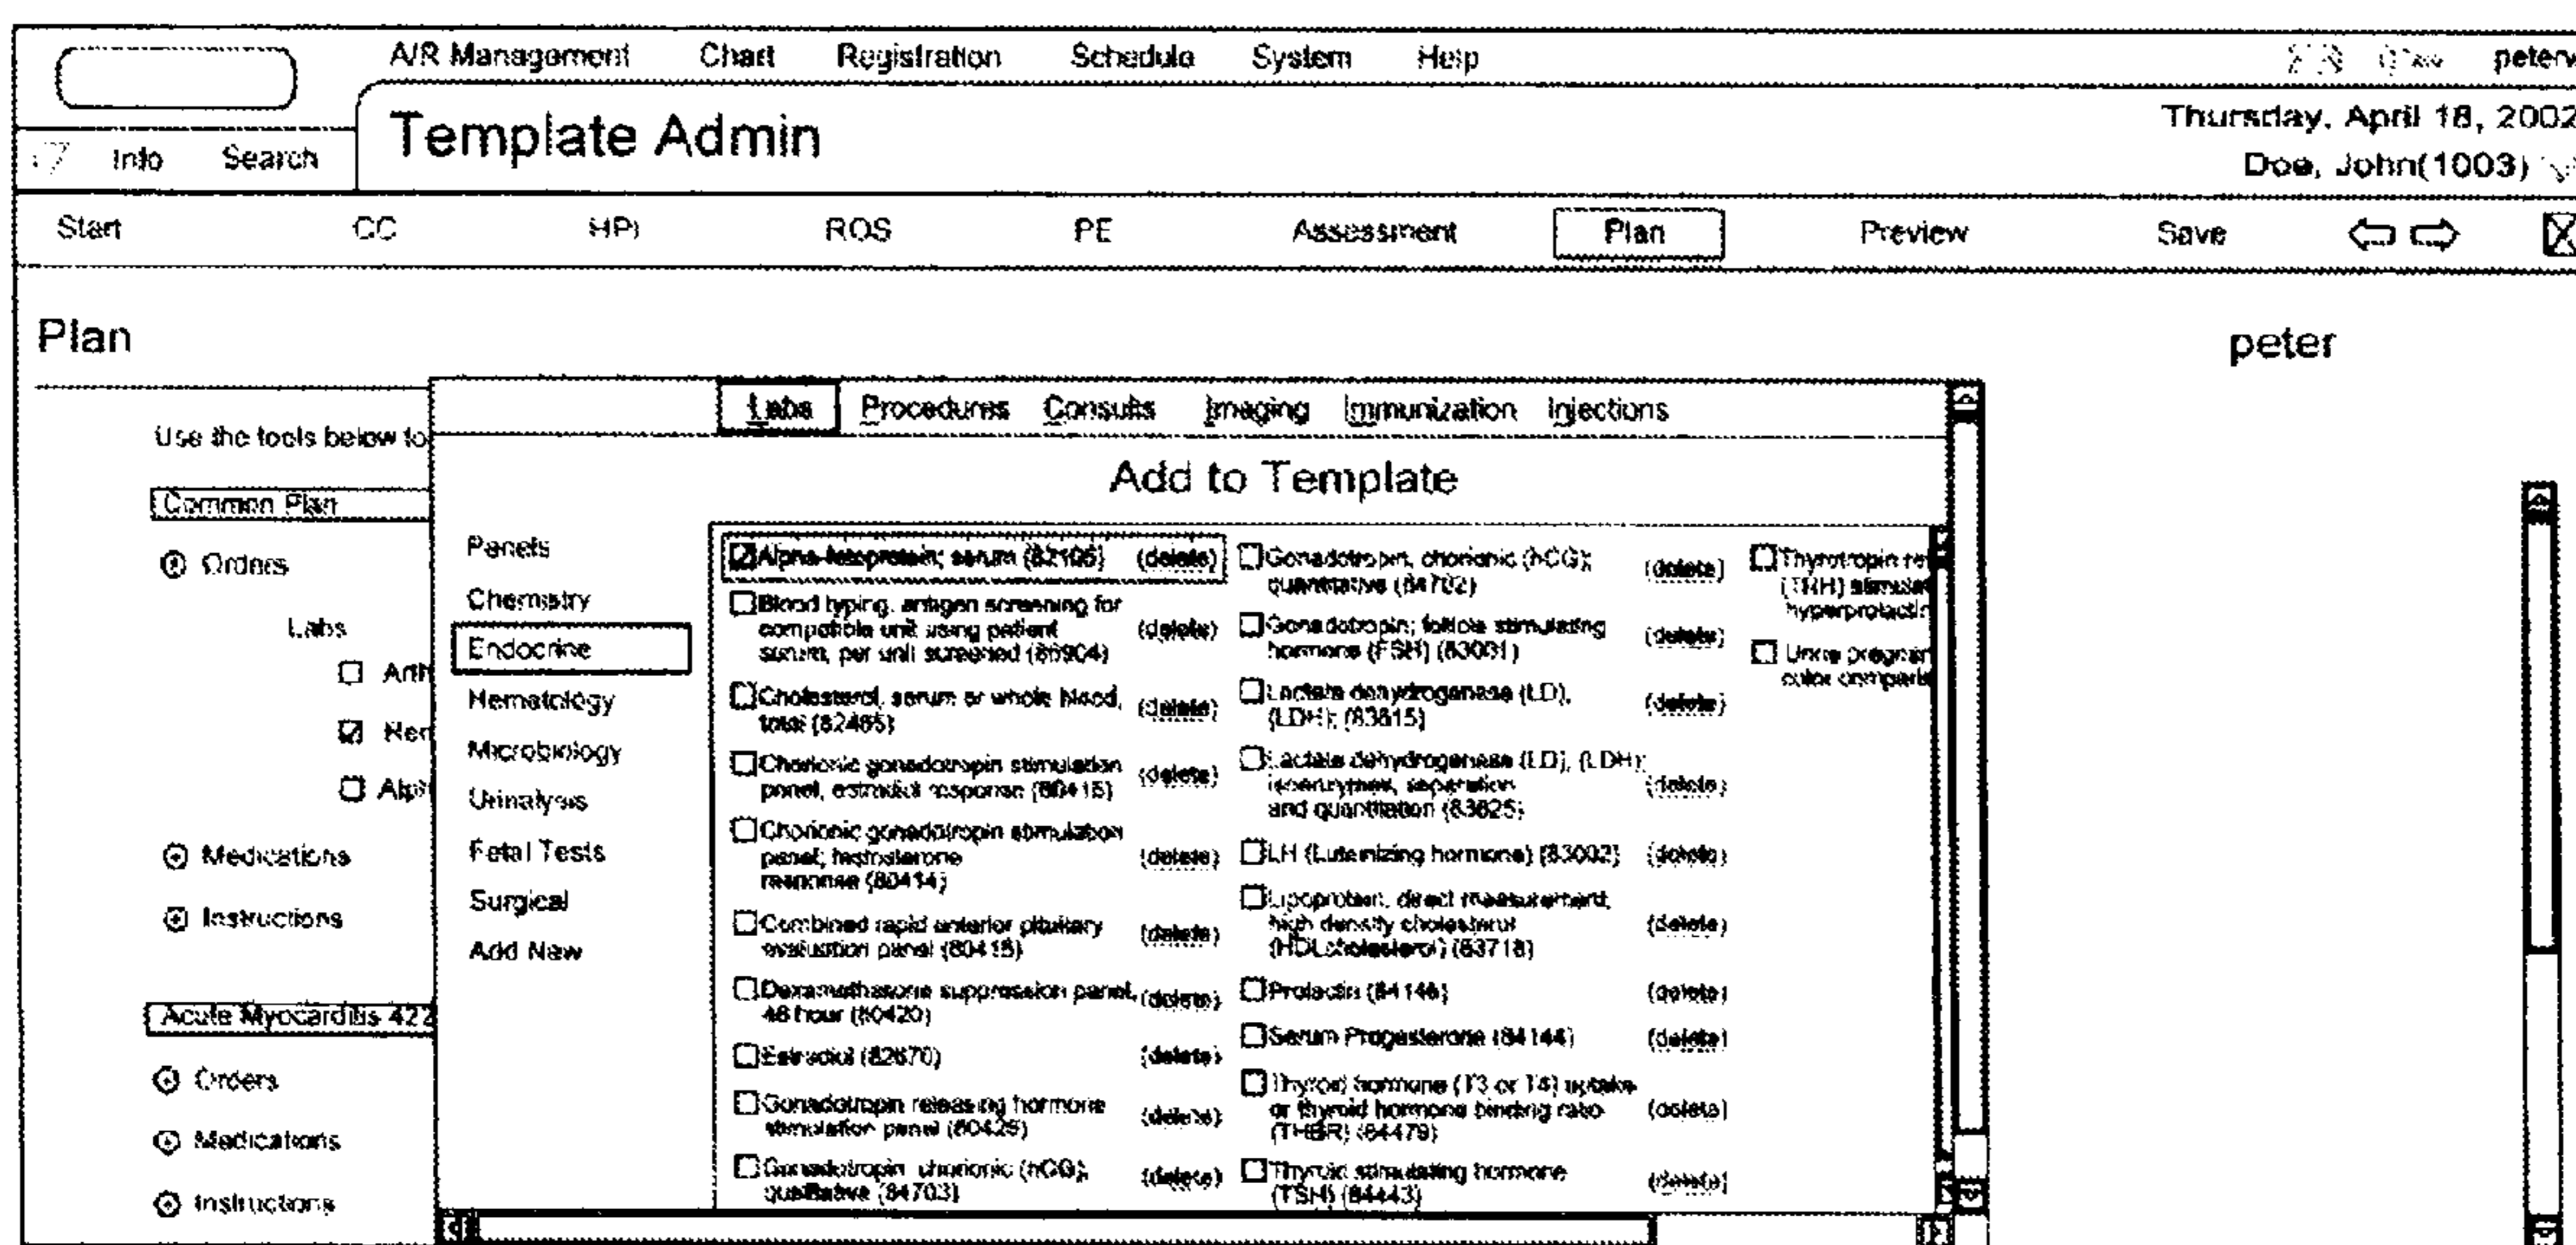 A/R Management Chart Registration Schedule System Help
Template Admin
Thursday, April 18, 2002
Info Search
Doe, John(1003)
Start CC HPI ROS PE Assessment Plan Preview Save
Plan
peter
Labs Procedures Consults Imaging Immunization Injections
Use the tools below to
Add to Template
Common Plan
Orders
Labs
Medications
Instructions
Acute Myocarditis 422
Orders
Medications
Instructions
Panels
Chemistry
Endocrine
Hematology
Microbiology
Urinalysis
Fetal Tests
Surgical
Add New
Alpha-fetoprotein; serum (82105) (delete)
Blood typing, antigen screening for
compatible unit using patient
serum, per unit screened (86904) (delete)
Cholesterol, serum or whole blood,
total (82465) (delete)
Chorionic gonadotropin stimulation
panel, estradiol response (80415) (delete)
Chorionic gonadotropin stimulation
panel; testosterone
response (80414) (delete)
Combined rapid anterior pituitary
evaluation panel (delete)
Dexamethasone suppression panel,
48 hour (80420) (delete)
Estradiol (82670) (delete)
Gonadotropin releasing hormone
stimulation panel (80426) (delete)
Gonadotropin, chorionic (hCG);
qualitative (84703) (delete)
Gonadotropin, chorionic (hCG);
quantitative (84702) (delete)
Gonadotropin; follicle stimulating
hormone (FSH) (83001) (delete)
Lactate dehydrogenase (LD),
(LDH); (83615) (delete)
Lactate dehydrogenase (LD), (LDH);
isoenzymes, separation
and quantitation (83625) (delete)
LH (Luteinizing hormone) (83002) (delete)
Lipoprotein, direct measurement,
high density cholesterol
(HDLcholesterol) (83718) (delete)
Prolactin (84146) (delete)
Serum Progesterone (84144) (delete)
Thyroid hormone (T3 or T4) uptake
or thyroid hormone binding ratio
(THBR) (84479) (delete)
Thyroid stimulating hormone
(TSH) (84443) (delete)
Thyrotropin
(TRH)
Urine
color